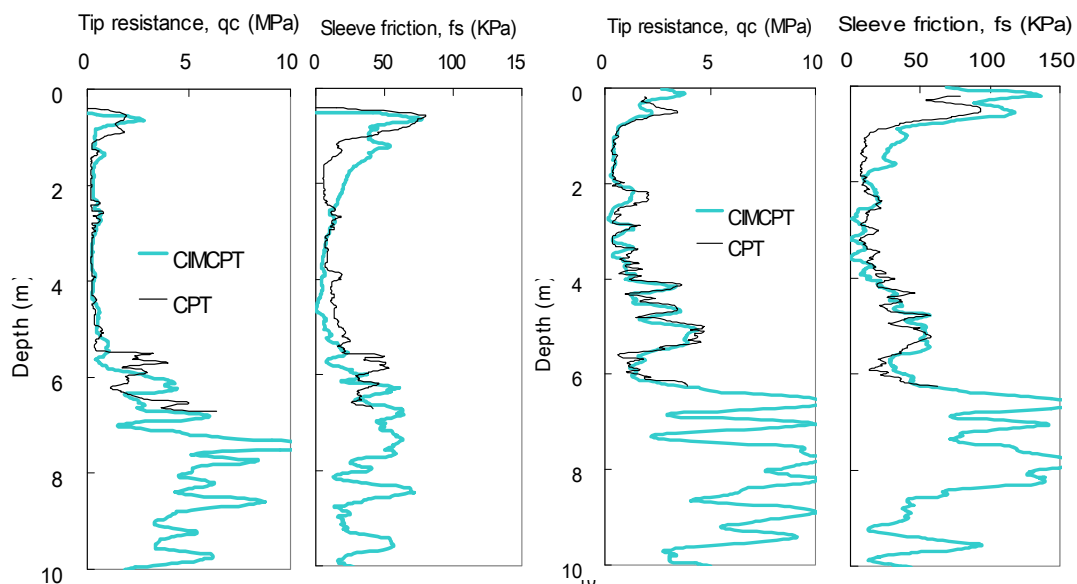 Tip resistance, qc (MPa)
0 5 10
Sleeve friction, fs (KPa)
0 50 100 15
0
2
4
6
8
10
Depth (m)
CIMCPT
CPT
Tip resistance, qc (MPa)
0 5 10
Sleeve friction, fs (KPa)
0 50 100 150
0
2
4
6
8
10
Depth (m)
CIMCPT
CPT